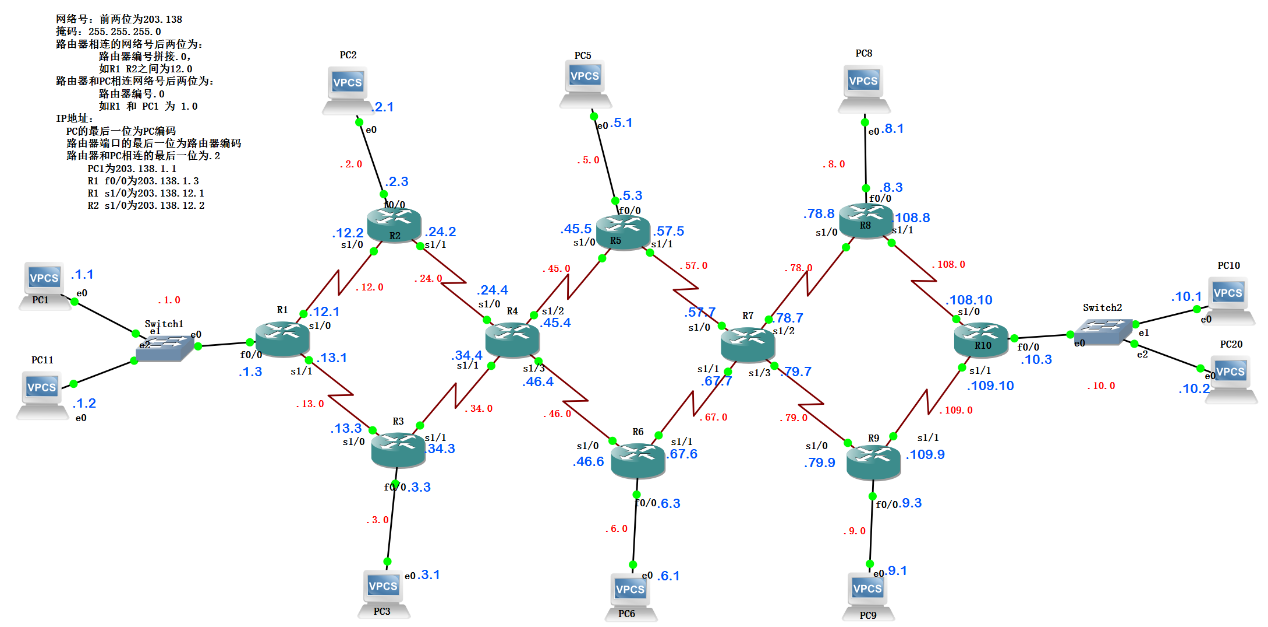 网络号: 前两位为203.138
掩码: 255.255.255.0
路由器相连的网络号后两位为:
路由器编号拼接.0,
如R1 R2之间为12.0
路由器和PC相连网络号后两位为:
路由器编号.0
如R1 和 PC1 为 1.0
IP地址:
PC的最后一位为PC编码
路由器端口的最后一位为路由器编码
路由器和PC相连的最后一位为.2
PC1为203.138.1.1
R1 f0/0为203.138.1.3
R1 s1/0为203.138.12.1
R2 s1/0为203.138.12.2
PC2
VPCS
.2.1
e0
.2.0
.2.3
f0/0
R2
.12.2
s1/0
.24.2
s1/1
PC5
VPCS
e0
.5.1
.5.0
.5.3
f0/0
R5
.45.5
s1/0
.57.5
s1/1
PC8
VPCS
e0
.8.1
.8.0
.8.3
f0/0
R8
.78.8
s1/0
108.8
s1/1
.12.0
.24.0
.45.0
.57.0
.78.0
.108.0
VPCS
PC1
.1.1
e0
.1.0
Switch1
e1
e2
e0
PC11
VPCS
.1.2
e0
R1
.12.1
s1/0
f0/0
.1.3
.13.1
s1/1
.24.4
s1/0
R4
s1/2
.45.4
.34.4
s1/1
s1/3
.46.4
.57.7
s1/0
R7
.78.7
s1/2
s1/1
.67.7
s1/3
.79.7
.108.10
s1/0
R10
f0/0
.10.3
s1/1
.109.10
Switch2
e0
e1
e2
.10.0
PC10
VPCS
.10.1
e0
PC20
VPCS
.10.2
e0
.13.0
.34.0
.46.0
.67.0
.79.0
.109.0
R3
.13.3
s1/0
s1/1
.34.3
f0/0
.3.3
.3.0
e0
.3.1
VPCS
PC3
R6
s1/0
.46.6
s1/1
.67.6
f0/0
.6.3
.6.0
e0
.6.1
VPCS
PC6
R9
s1/0
.79.9
s1/1
.109.9
f0/0
.9.3
.9.0
e0
.9.1
VPCS
PC9